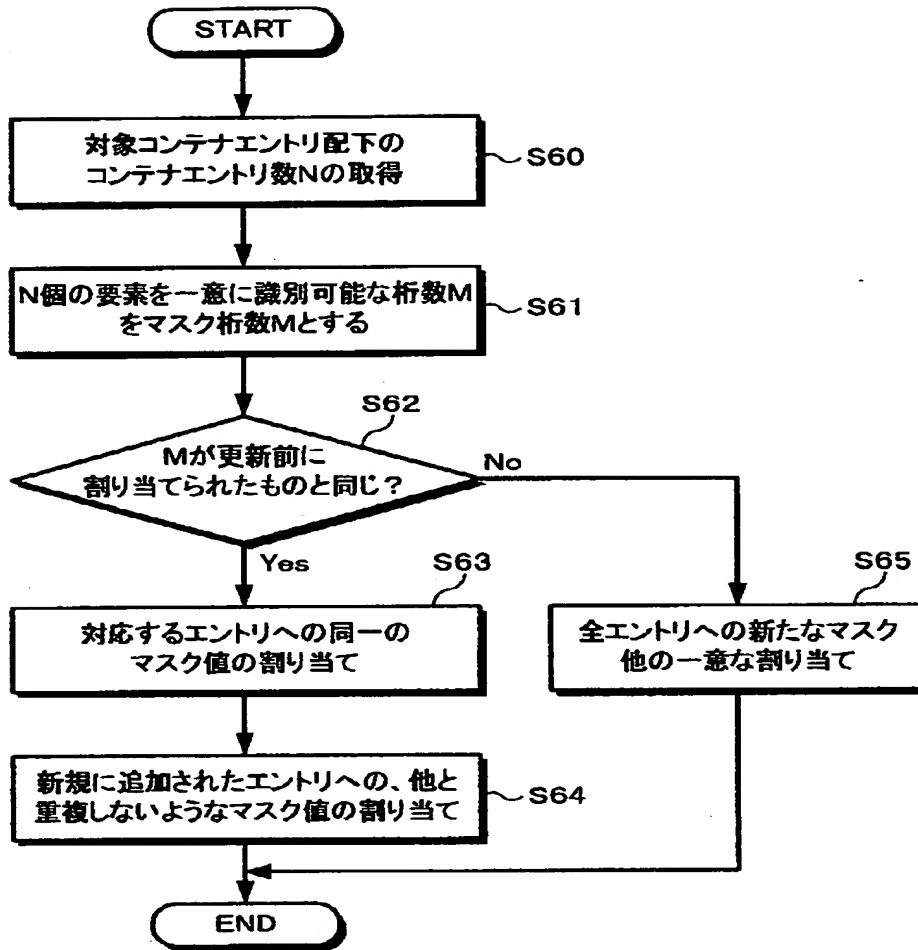 START
対象コンテナエントリ配下の
コンテナエントリ数Nの取得
S60
N個の要素を一意に識別可能な桁数M
をマスク桁数Mとする
S61
S62
Mが更新前に
割り当てられたものと同じ?
No
Yes
S63
対応するエントリへの同一の
マスク値の割り当て
S65
全エントリへの新たなマスク
他の一意な割り当て
新規に追加されたエントリへの、他と
重複しないようなマスク値の割り当て
S64
END